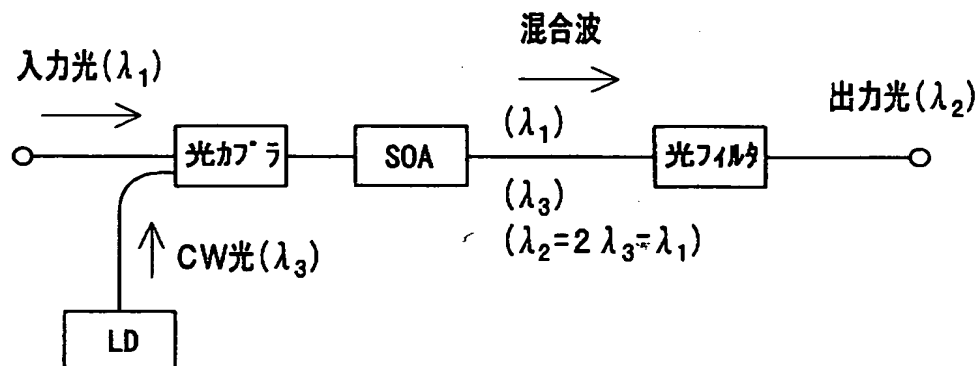 混合波
入力光(λ1)
出力光(λ2)
(λ1)
光カプラ
SOA
光フィルタ
(λ3)
(λ2=2λ3-λ1)
CW光(λ3)
LD